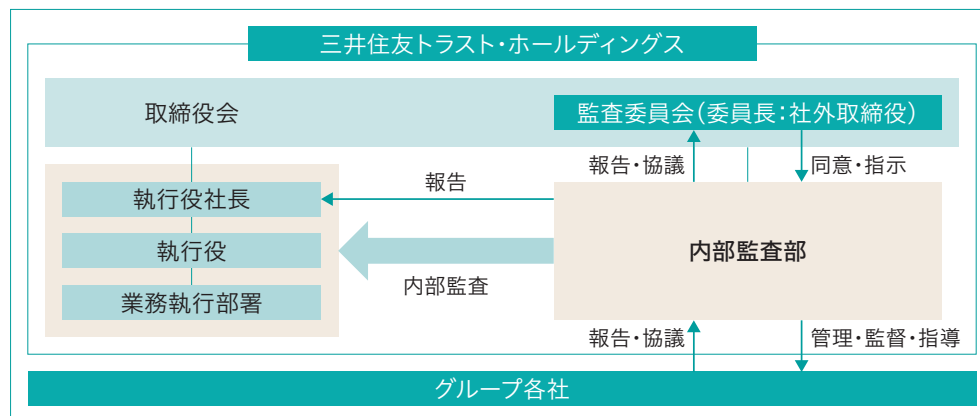 三井住友トラスト・ホールディングス
取締役会
監査委員会(委員長:社外取締役)
報告・協議
同意・指示
報告
執行役社長
執行役
内部監査部
内部監査
業務執行部署
報告・協議
管理・監督・指導
グループ各社